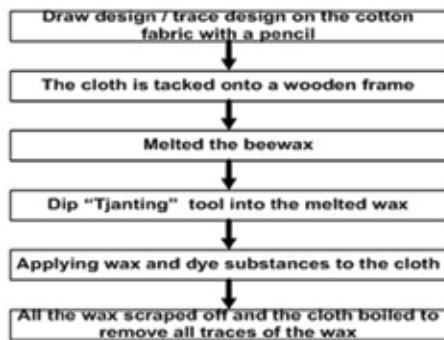 Draw design / trace design on the cotton
fabric with a pencil
The cloth is tacked onto a wooden frame
Melted the beewax
Dip “Tjanting” tool into the melted wax
Applying wax and dye substances to the cloth
All the wax scraped off and the cloth boiled to
remove all traces of the wax